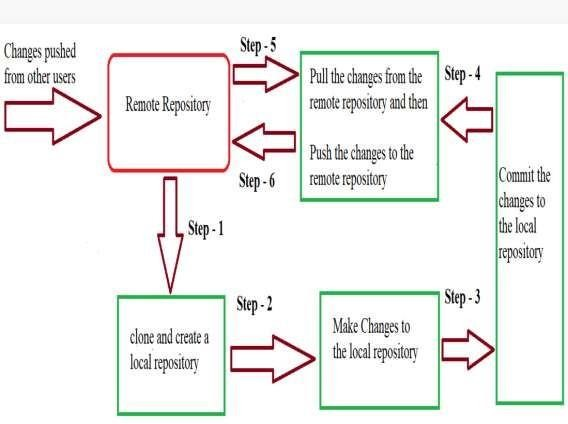 Changes pushed
from other users
Remote Repository
Step - 5
Pull the changes from the
remote repository and then
Push the changes to the
remote repository
Step - 4
Step - 6
Commit the
changes to
the local
repository
Step - 1
clone and create a
local repository
Step - 2
Make Changes to
the local repository
Step - 3